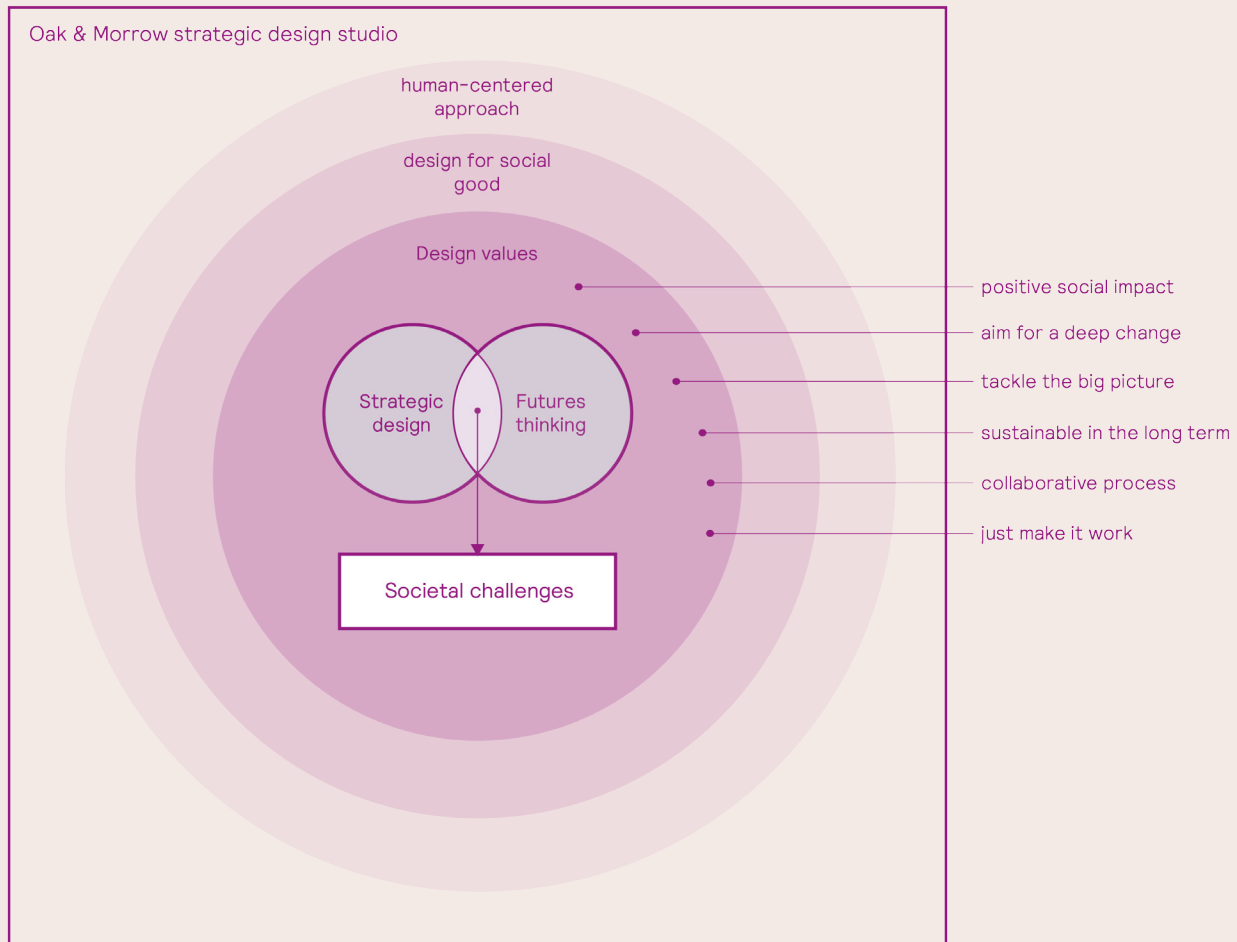 Oak & Morrow strategic design studio
human-centered
approach
design for social
good
Design values
positive social impact
aim for a deep change
tackle the big picture
sustainable in the long term
collaborative process
just make it work
Strategic
design
Futures
thinking
Societal challenges